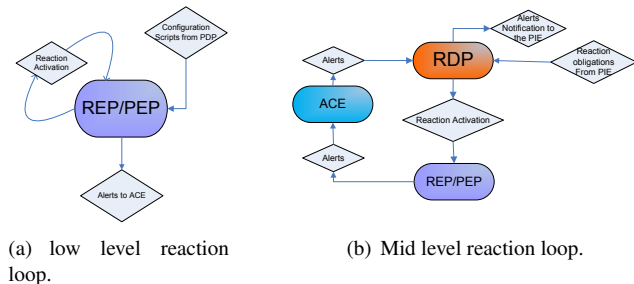 Reaction
Activation
Configuration
Scripts from PDP
REP/PEP
Alerts to ACE
(a) low level reaction
loop.
Alerts
Notification to
the PIE
Alerts
RDP
Reaction
obligations
From PIE
ACE
Reaction Activation
Alerts
REP/PEP
(b) Mid level reaction loop.